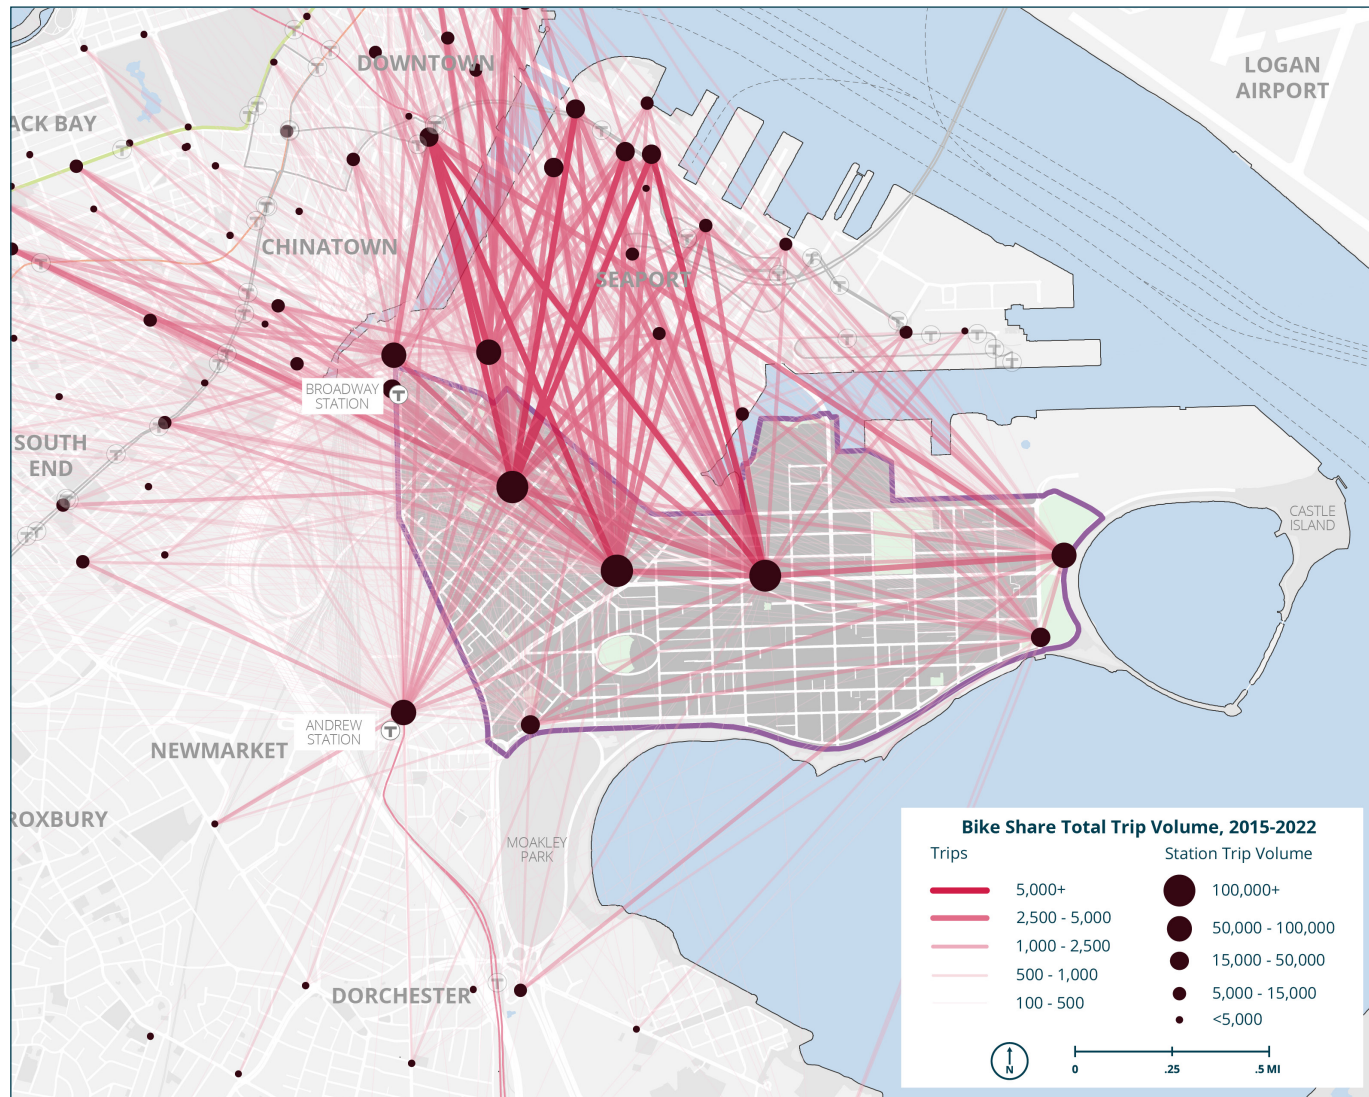 DOWNTOWN
LOGAN
AIRPORT
ACK BAY
CHINATOWN
SEAPORT
BROADWAY
STATION
SOUTH
END
CASTLE
ISLAND
ANDREW
STATION
NEWMARKET
ROXBURY
MOAKLEY
PARK
DORCHESTER
Bike Share Total Trip Volume, 2015-2022
Trips
Station Trip Volume
5,000+
100,000+
2,500 - 5,000
50,000 - 100,000
1,000 - 2,500
15,000 - 50,000
500 - 1,000
5,000 - 15,000
100 - 500
<5,000
N
0 .25 .5 MI